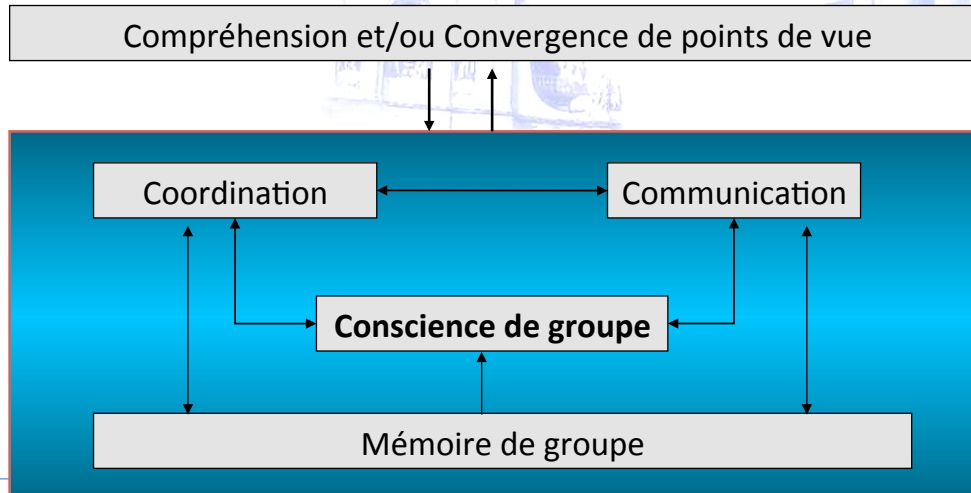 Compréhension et/ou Convergence de points de vue
Coordination
Communication
Conscience de groupe
Mémoire de groupe